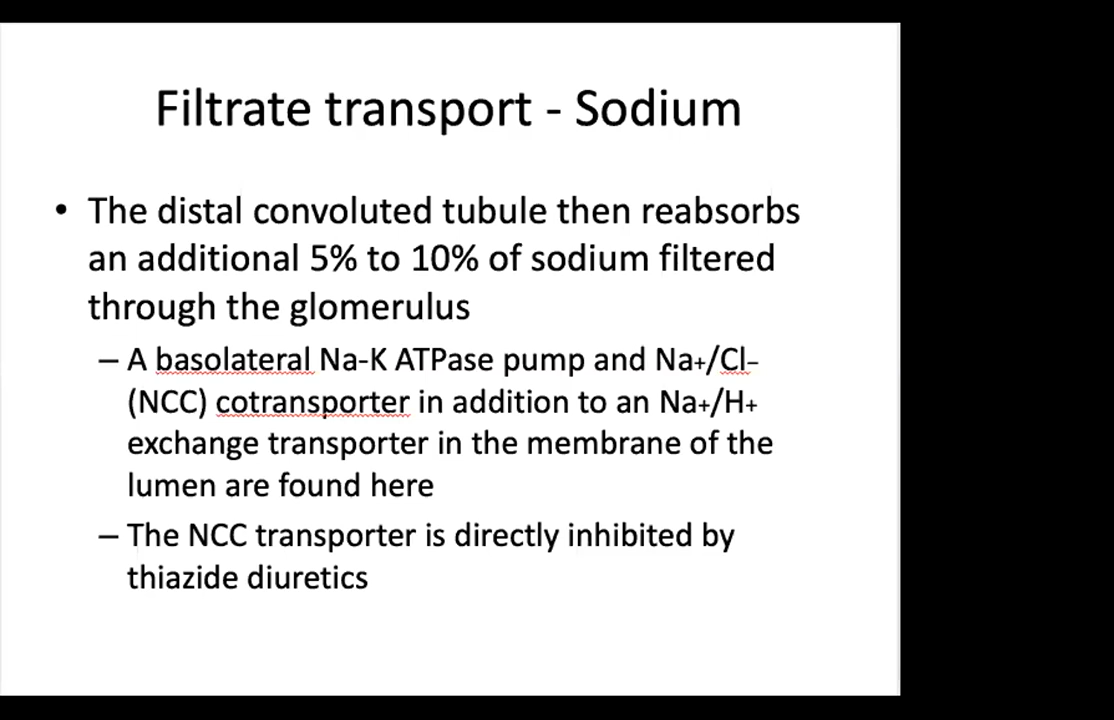 Filtrate transport - Sodium
• The distal convoluted tubule then reabsorbs
an additional 5% to 10% of sodium filtered
through the glomerulus
– A basolateral Na-K ATPase pump and Na+/Cl–
(NCC) cotransporter in addition to an Na+/H+
exchange transporter in the membrane of the
lumen are found here
– The NCC transporter is directly inhibited by
thiazide diuretics